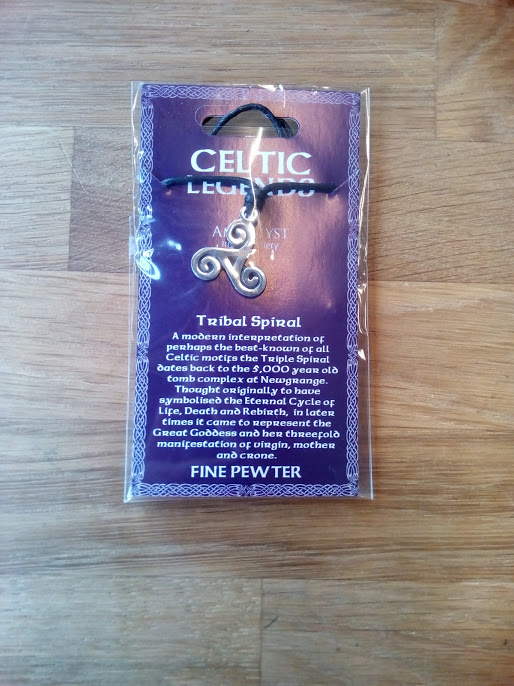 CELTIC
LEGENDS
Tribal Spiral
A modern interpretation of
perhaps the best-known of all
Celtic motifs the Triple Spiral
dates back to the 5,000 year old
tomb complex at Newgrange.
Thought originally to have
symbolised the Eternal Cycle of
Life, Death and Rebirth, in later
times it came to represent the
Great Goddess and her threefold
manifestation of virgin, mother
and crone.
FINE PEWTER